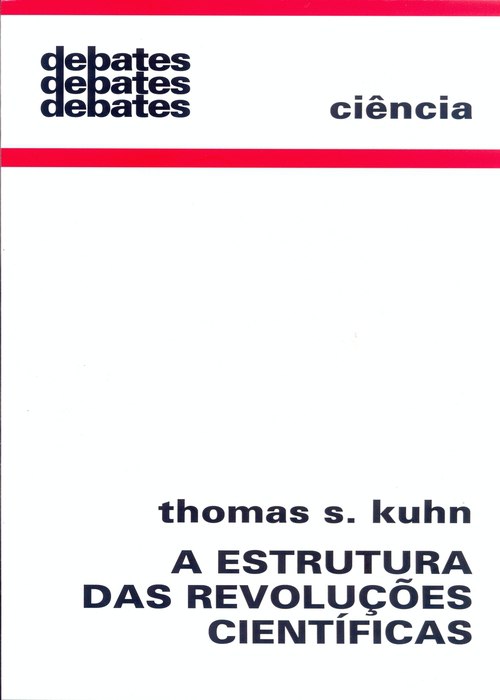 debates
debates
debates
ciência
thomas s. kuhn
A ESTRUTURA
DAS REVOLUÇÕES
CIENTÍFICAS